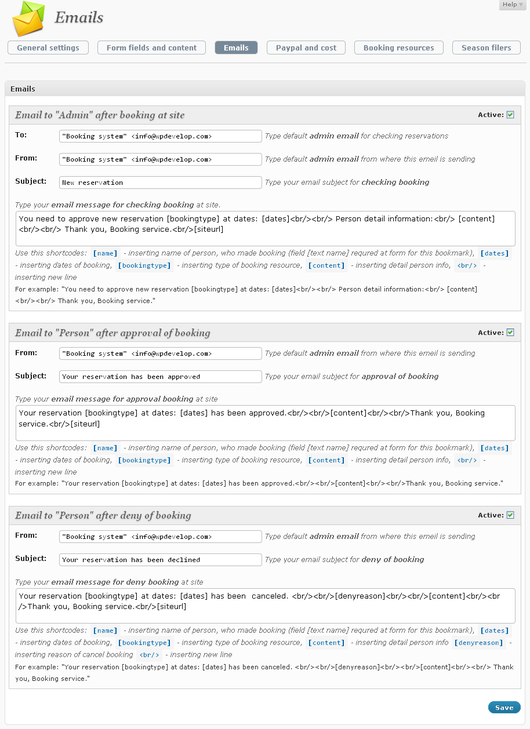 Help
Emails
General settings
Form fields and content
Emails
Paypal and cost
Booking resources
Season filers
Emails
Email to "Admin" after booking at site
Active:
To:
"Booking system" <info@wpdevelop.com>
Type default admin email for checking reservations
From:
"Booking system" <info@wpdevelop.com>
Type default admin email from where this emeil is sending
Subject:
New reservation
Type your email subject for checking booking
Type your email message for checking booking at site.
You need to approve new reservation [bookingtype] at dates: [dates]<br/><br/> Person detail information:<br/> [content]
<br/><br/> Thank you, Booking service.<br/>[siteurl]
Use this shortcodes: [name] - inserting name of person, who made booking (field [text name] requred at form for this bookmark), [dates]
- inserting dates of booking, [bookingtype] - inserting type of booking resource, [content] - inserting detail person info, <br/> -
inserting new line
For example: "You need to approve new reservation [bookingtype] at dates: [dates]<br/><br/> Person detail information:<br/> [content]
<br/><br/> Thank you, Booking service."
Email to "Person" after approval of booking
Active:
From:
"Booking system" <info@wpdevelop.com>
Type default admin email from where this emeil is sending
Subject:
Your reservation has been approved
Type your email subject for approval of booking
Type your email message for approval booking at site
Your reservation [bookingtype] at dates: [dates] has been approved.<br/><br/>[content]<br/><br/>Thank you, Booking
service.<br/>[siteurl]
Use this shortcodes: [name] - inserting name of person, who made booking (field [text name] requred at form for this bookmark), [dates]
- inserting dates of booking, [bookingtype] - inserting type of booking resource, [content] - inserting detail person info, <br/> -
inserting new line
For example: "Your reservation [bookingtype] at dates: [dates] has been approved.<br/><br/>[content]<br/><br/>Thank you, Booking service."
Email to "Person" after deny of booking
Active:
From:
"Booking system" <info@wpdevelop.com>
Type default admin email from where this emeil is sending
Subject:
Your reservation has been declined
Type your email subject for deny of booking
Type your email message for deny booking at site
Your reservation [bookingtype] at dates: [dates] has been canceled. <br/><br/>[denyreason]<br/><br/>[content]<br/><br
/>Thank you, Booking service.<br/>[siteurl]
Use this shortcodes: [name] - inserting name of person, who made booking (field [text name] requred at form for this bookmark), [dates]
- inserting dates of booking, [bookingtype] - inserting type of booking resource, [content] - inserting detail person info [denyreason] -
inserting reason of cancel booking <br/> - inserting new line
For example: "Your reservation [bookingtype] at dates: [dates] has been canceled. <br/><br/>[denyreason]<br/><br/>[content]<br/><br/> Thank
you, Booking service."
Save